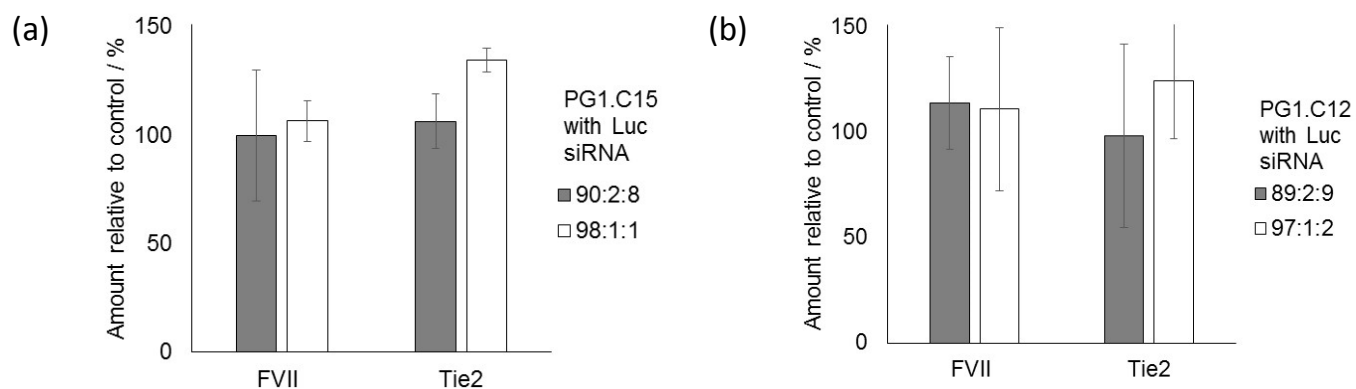 (a)
Amount relative to control / %
150
100
50
0
FVII Tie2
PG1.C15
with Luc
siRNA
90:2:8
98:1:1
(b)
Amount relative to control / %
150
100
50
0
FVII Tie2
PG1.C12
with Luc
siRNA
89:2:9
97:1:2